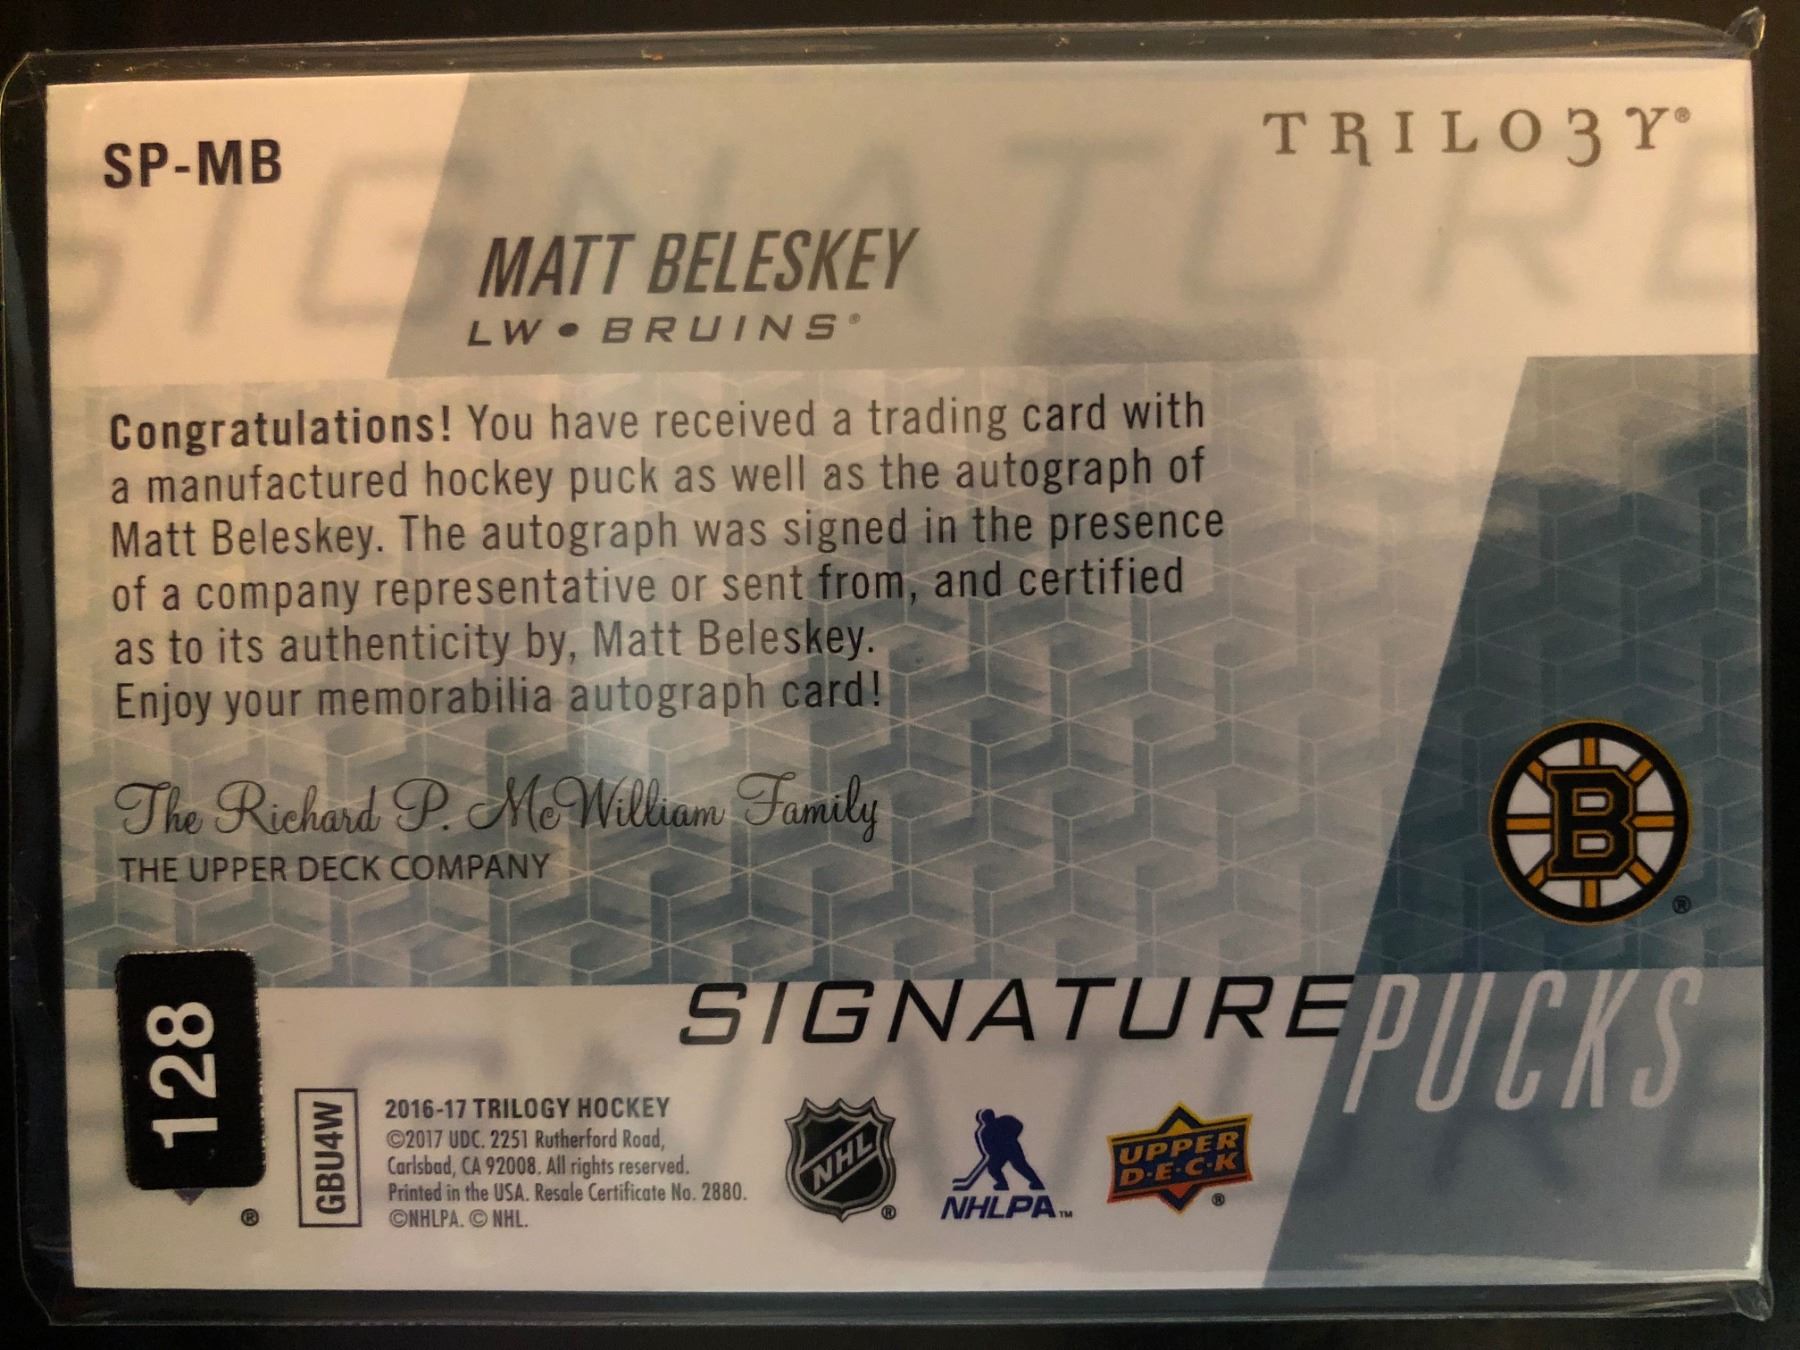 SP-MB
TRILO3Y®
MATT BELESKEY
LW • BRUINS®
Congratulations! You have received a trading card with
a manufactured hockey puck as well as the autograph of
Matt Beleskey. The autograph was signed in the presence
of a company representative or sent from, and certified
as to its authenticity by, Matt Beleskey.
Enjoy your memorabilia autograph card!
The Richard P. McWilliam Family
THE UPPER DECK COMPANY
B
®
SIGNATURE PUCKS
128
®
GBU4W
2016-17 TRILOGY HOCKEY
©2017 UDC. 2251 Rutherford Road,
Carlsbad, CA 92008. All rights reserved.
Printed in the USA. Resale Certificate No. 2880.
©NHLPA. © NHL.
NHL®
NHLPA™
UPPER
D·E·C·K®
SIGNATURE